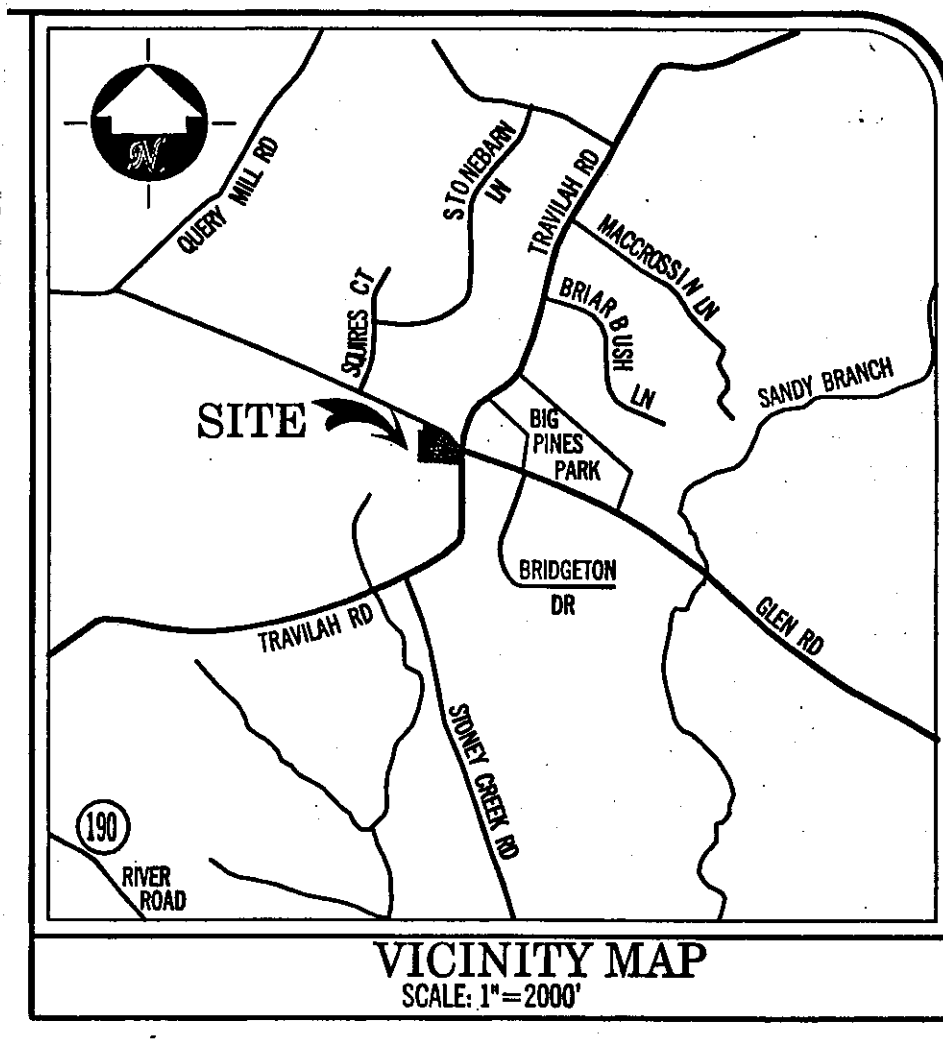 N
QUERY MILL RD
STONEBARN
LN
TRAVILAH RD
MACCROSSIN LN
SQUIRES CT
BRIAR BUSH
LN
SANDY BRANCH
SITE
BIG
PINES
PARK
BRIDGETON
DR
GLEN RD
TRAVILAH RD
STONEY CREEK RD
190
RIVER
ROAD
VICINITY MAP
SCALE: 1"=2000'